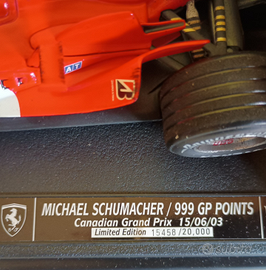 MICHAEL SCHUMACHER / 999 GP POINTS
Canadian Grand Prix 15/06/03
Limited Edition 15458 /20,000